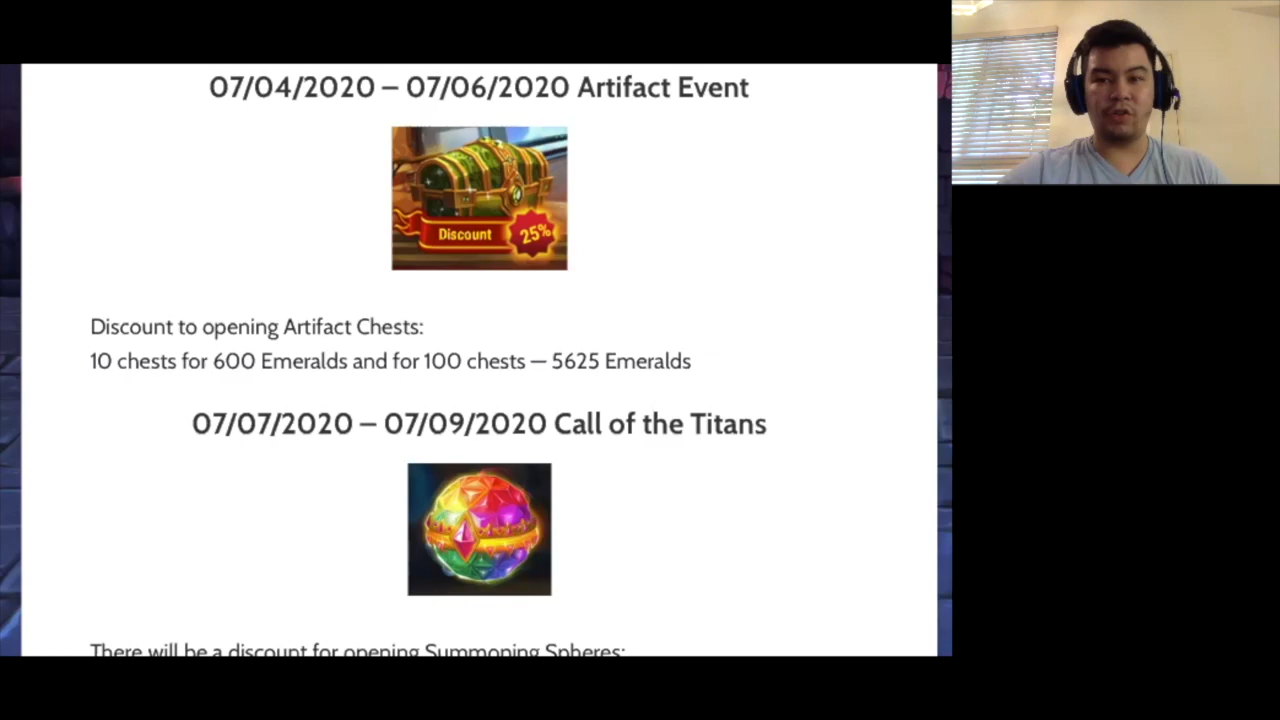 07/04/2020 – 07/06/2020 Artifact Event
Discount
25%
Discount to opening Artifact Chests:
10 chests for 600 Emeralds and for 100 chests — 5625 Emeralds
07/07/2020 – 07/09/2020 Call of the Titans
There will be a discount for opening Summoning Spheres: